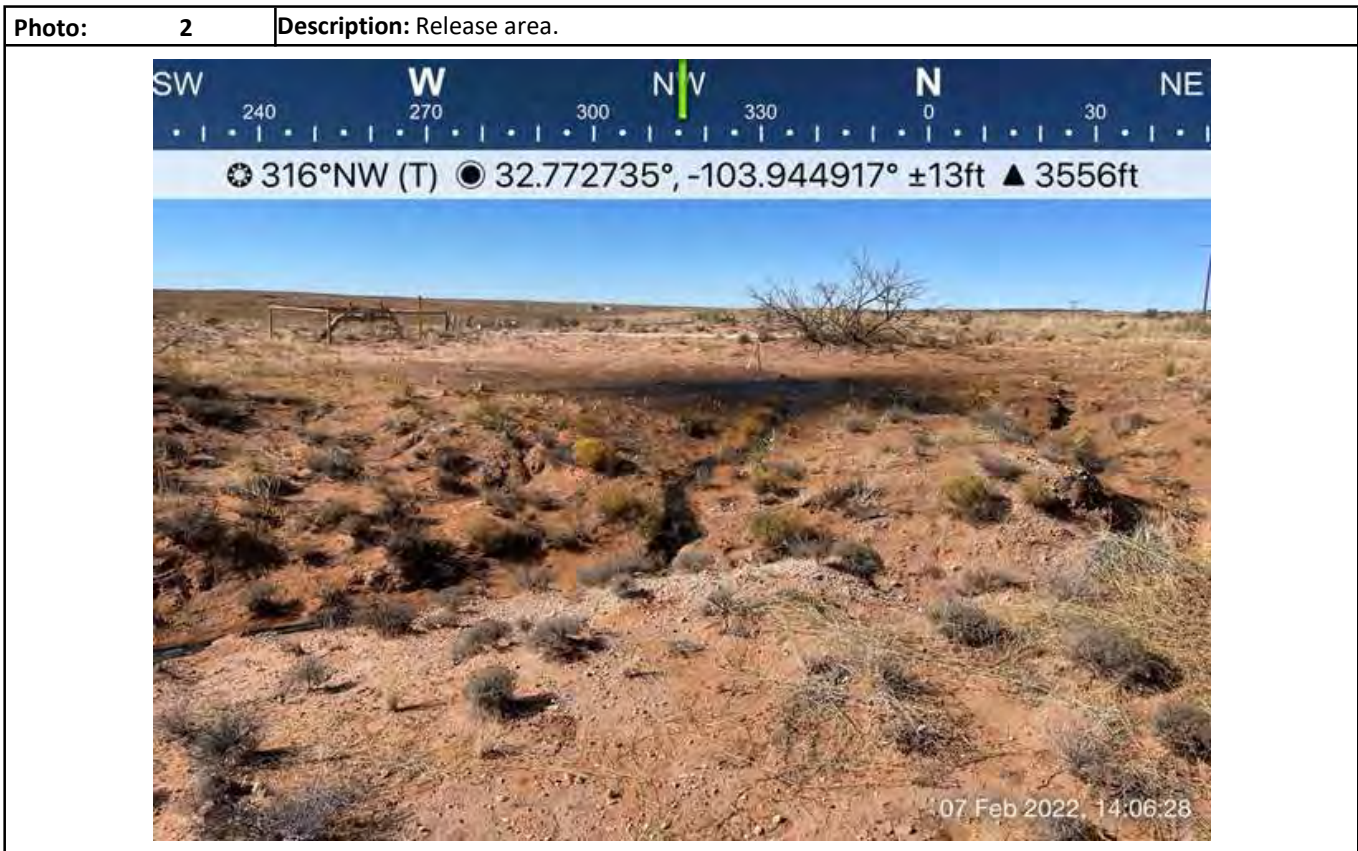 Photo: 2 Description: Release area.
SW W NW N NE
240 270 300 330 0 30
316°NW (T) 32.772735°, -103.944917° ±13ft ▲ 3556ft
07 Feb 2022, 14:06:28